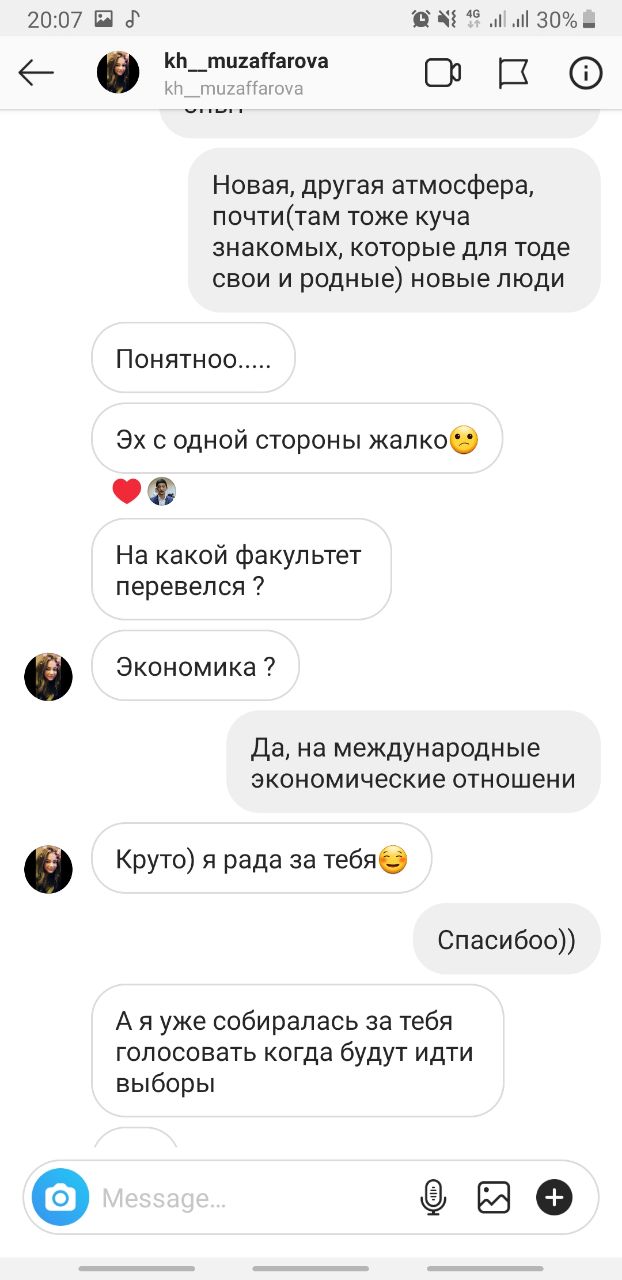 20:07
4G
30%
kh__muzaffarova
kh__muzaffarova
Новая, другая атмосфера,
почти(там тоже куча
знакомых, которые для тоде
свои и родные) новые люди
Понятноо.....
Эх с одной стороны жалко😕
На какой факультет
перевелся ?
Экономика ?
Да, на международные
экономические отношени
Круто) я рада за тебя☺️
Спасибоо))
А я уже собиралась за тебя
голосовать когда будут идти
выборы
Message...